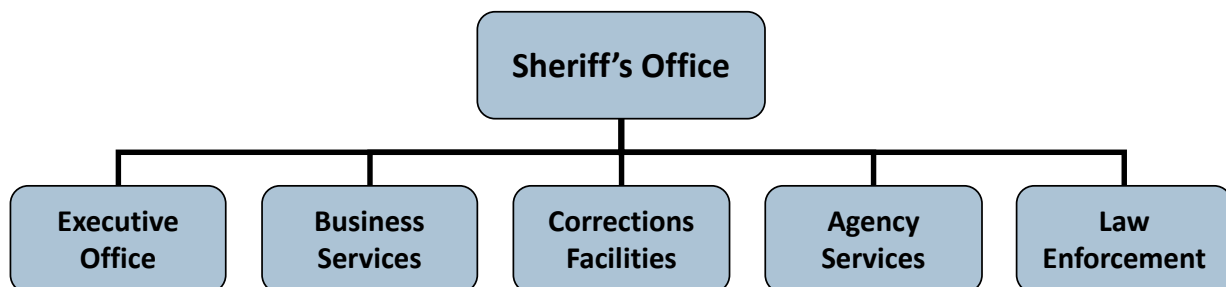 Sheriff’s Office
Executive
Office
Business
Services
Corrections
Facilities
Agency
Services
Law
Enforcement